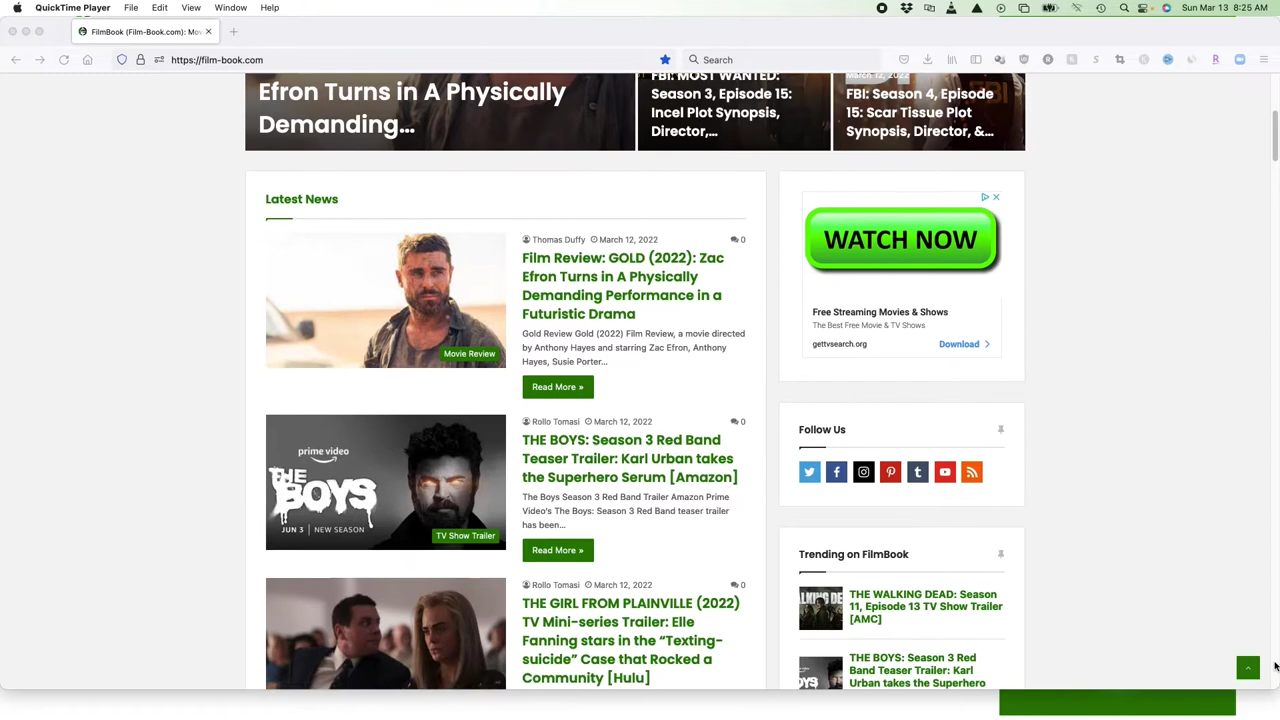 QuickTime Player File Edit View Window Help
Sun Mar 13 8:25 AM
FilmBook (Film-Book.com): Mov
https://film-book.com
Search
Efron Turns in A Physically
Demanding...
FBI: MOST WANTED:
Season 3, Episode 15:
Incel Plot Synopsis,
Director,...
March 12, 2022
FBI: Season 4, Episode
15: Scar Tissue Plot
Synopsis, Director, &...
Latest News
Thomas Duffy March 12, 2022 0
Film Review: GOLD (2022): Zac
Efron Turns in A Physically
Demanding Performance in a
Futuristic Drama
Gold Review Gold (2022) Film Review, a movie directed
by Anthony Hayes and starring Zac Efron, Anthony
Hayes, Susie Porter...
Movie Review
Read More »
Rollo Tomasi March 12, 2022 0
THE BOYS: Season 3 Red Band
Teaser Trailer: Karl Urban takes
the Superhero Serum [Amazon]
The Boys Season 3 Red Band Trailer Amazon Prime
Video's The Boys: Season 3 Red Band teaser trailer
has been...
prime video
THE
BOYS
JUN 3 | NEW SEASON
TV Show Trailer
Read More »
Rollo Tomasi March 12, 2022 0
THE GIRL FROM PLAINVILLE (2022)
TV Mini-series Trailer: Elle
Fanning stars in the “Texting-
suicide” Case that Rocked a
Community [Hulu]
WATCH NOW
Free Streaming Movies & Shows
The Best Free Movie & TV Shows
gettvsearch.org Download
Follow Us
Trending on FilmBook
THE WALKING DEAD: Season
11, Episode 13 TV Show Trailer
[AMC]
THE BOYS: Season 3 Red
Band Teaser Trailer: Karl
Urban takes the Superhero